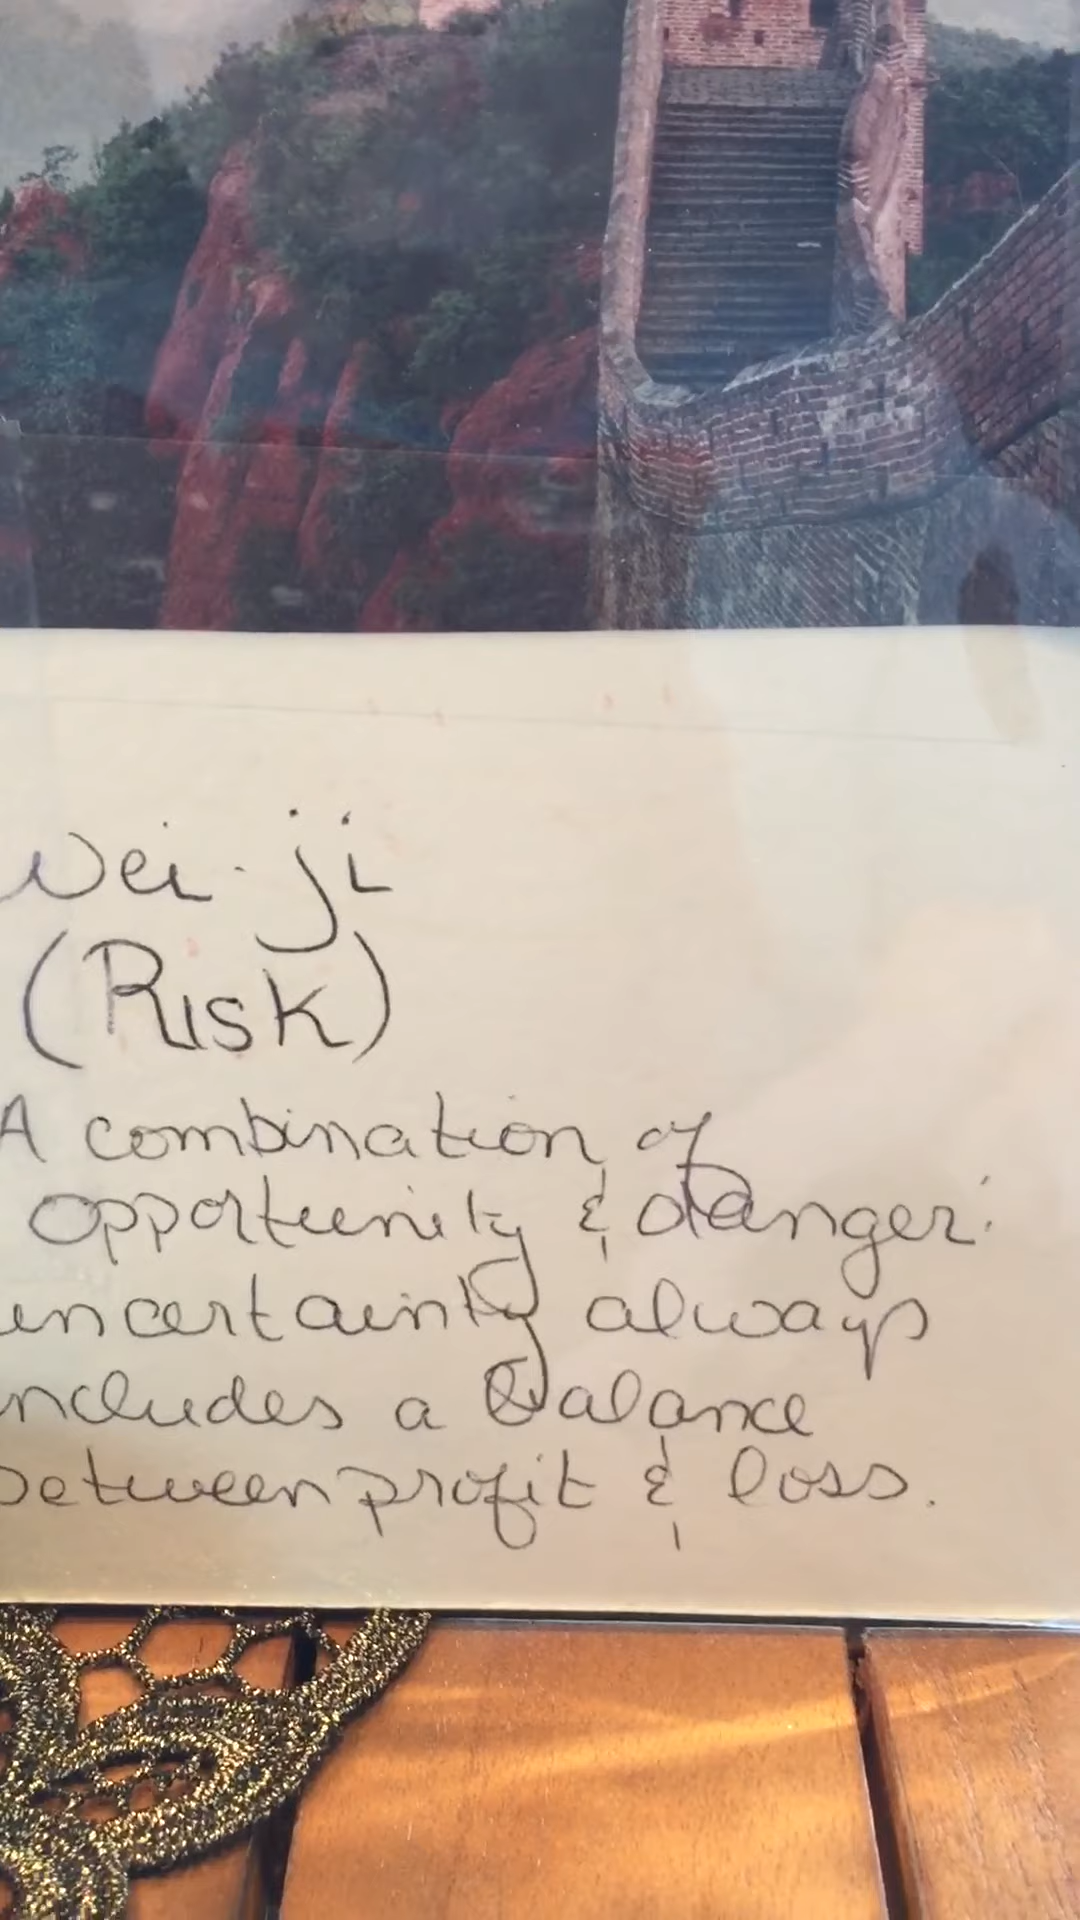 Wei-ji
(Risk)
A combination of
opportunity & danger:
uncertainty always
includes a balance
between profit & loss.